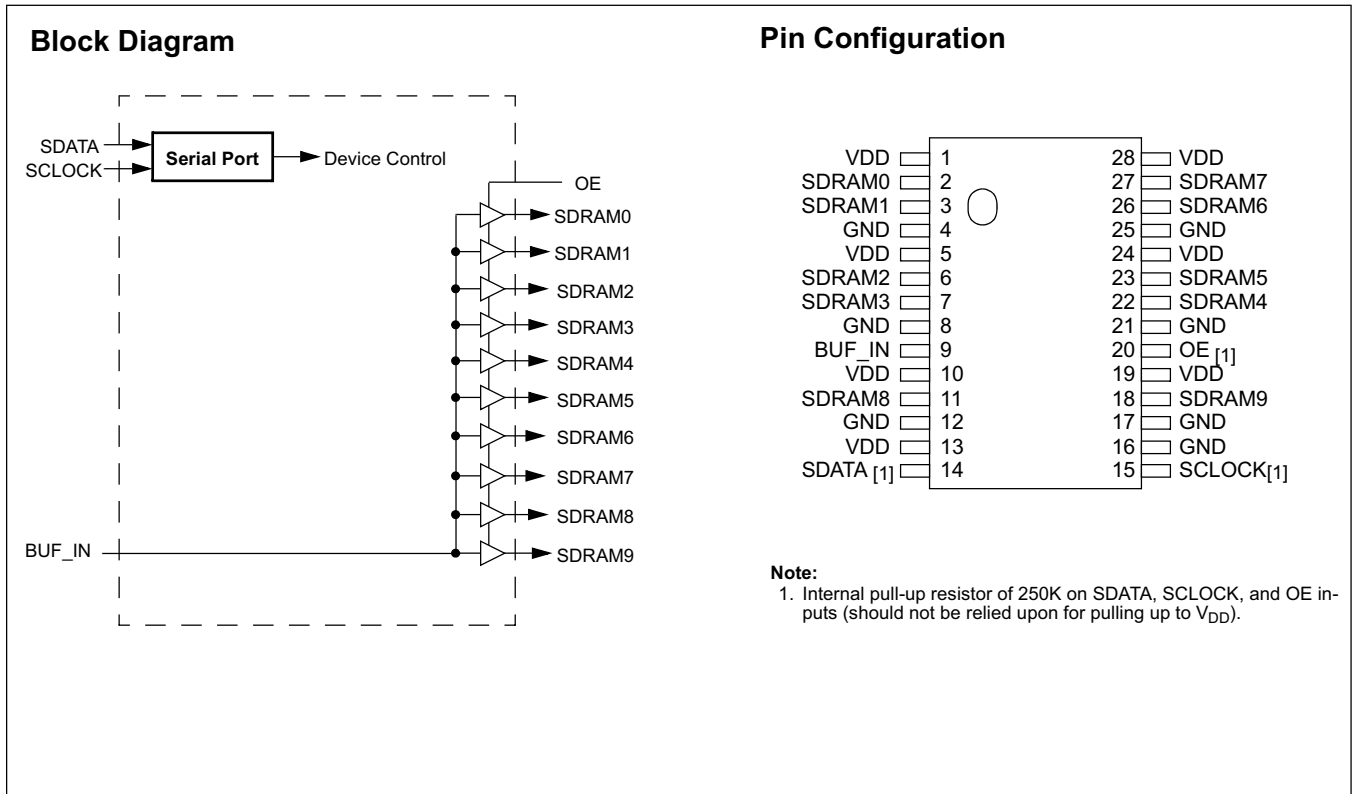 Block Diagram
SDATA
SCLOCK
Serial Port
Device Control
OE
SDRAM0
SDRAM1
SDRAM2
SDRAM3
SDRAM4
SDRAM5
SDRAM6
SDRAM7
SDRAM8
SDRAM9
BUF_IN
Pin Configuration
VDD 1 28 VDD
SDRAM0 2 27 SDRAM7
SDRAM1 3 26 SDRAM6
GND 4 25 GND
VDD 5 24 VDD
SDRAM2 6 23 SDRAM5
SDRAM3 7 22 SDRAM4
GND 8 21 GND
BUF_IN 9 20 OE [1]
VDD 10 19 VDD
SDRAM8 11 18 SDRAM9
GND 12 17 GND
VDD 13 16 GND
SDATA [1] 14 15 SCLOCK[1]
Note:
1. Internal pull-up resistor of 250K on SDATA, SCLOCK, and OE in-
puts (should not be relied upon for pulling up to VDD).